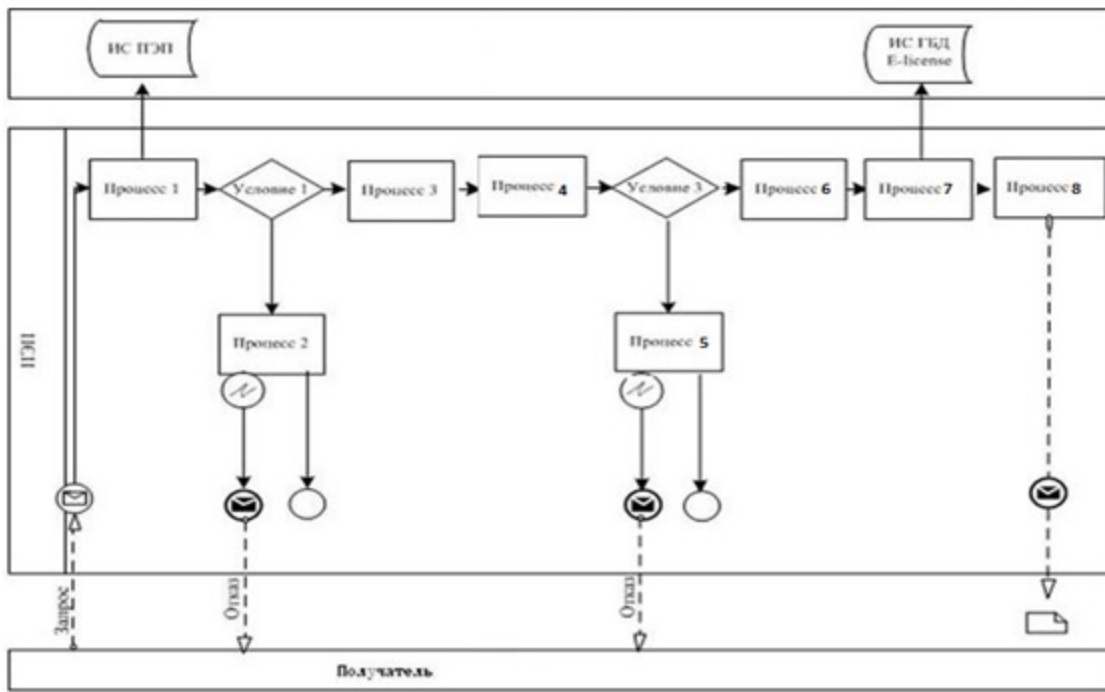 ИС ПЭП
ИС ГБД
E-license
Процесс 1
Условие 1
Процесс 3
Процесс 4
Условие 3
Процесс 6
Процесс 7
Процесс 8
Процесс 2
Процесс 5
Запрос
Отказ
Отказ
Получатель